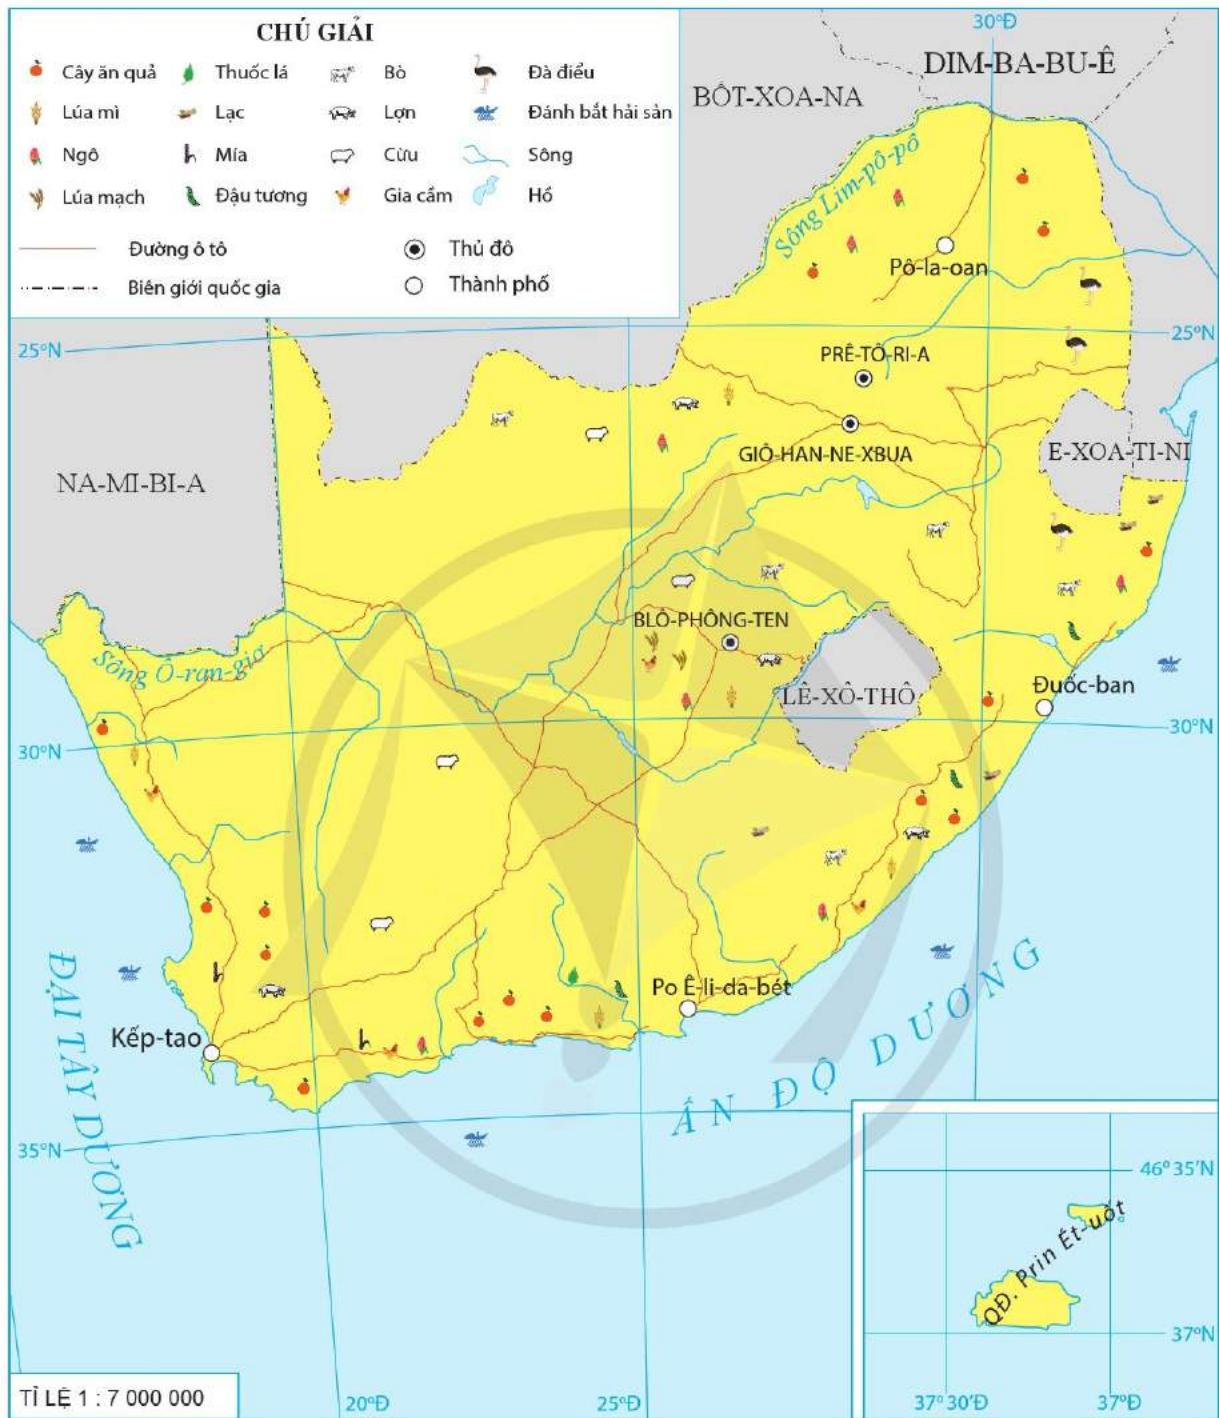 CHÚ GIẢI
Cây ăn quả
Thuốc lá
Bò
Đà điểu
Lúa mì
Lạc
Lợn
Đánh bắt hải sản
Ngô
Mía
Cừu
Sông
Lúa mạch
Đậu tương
Gia cầm
Hồ
Đường ô tô
Thủ đô
Biên giới quốc gia
Thành phố
30°Đ
DIM-BA-BU-Ê
BỐT-XOA-NA
Sông Lim-pô-pô
Pô-la-oan
25°N
25°N
PRÊ-TÔ-RI-A
GIÔ-HAN-NE-XBUA
E-XOA-TI-NI
NA-MI-BI-A
BLÔ-PHÔNG-TEN
Sông Ô-ran-giơ
LÊ-XÔ-THÔ
Đuốc-ban
30°N
30°N
Po Ê-li-da-bét
Kếp-tao
ĐẠI TÂY DƯƠNG
ẤN ĐỘ DƯƠNG
35°N
46°35'N
QĐ. Prin Ét-uốt
37°N
TỈ LỆ 1 : 7 000 000
20°Đ
25°Đ
37°30'Đ
37°Đ